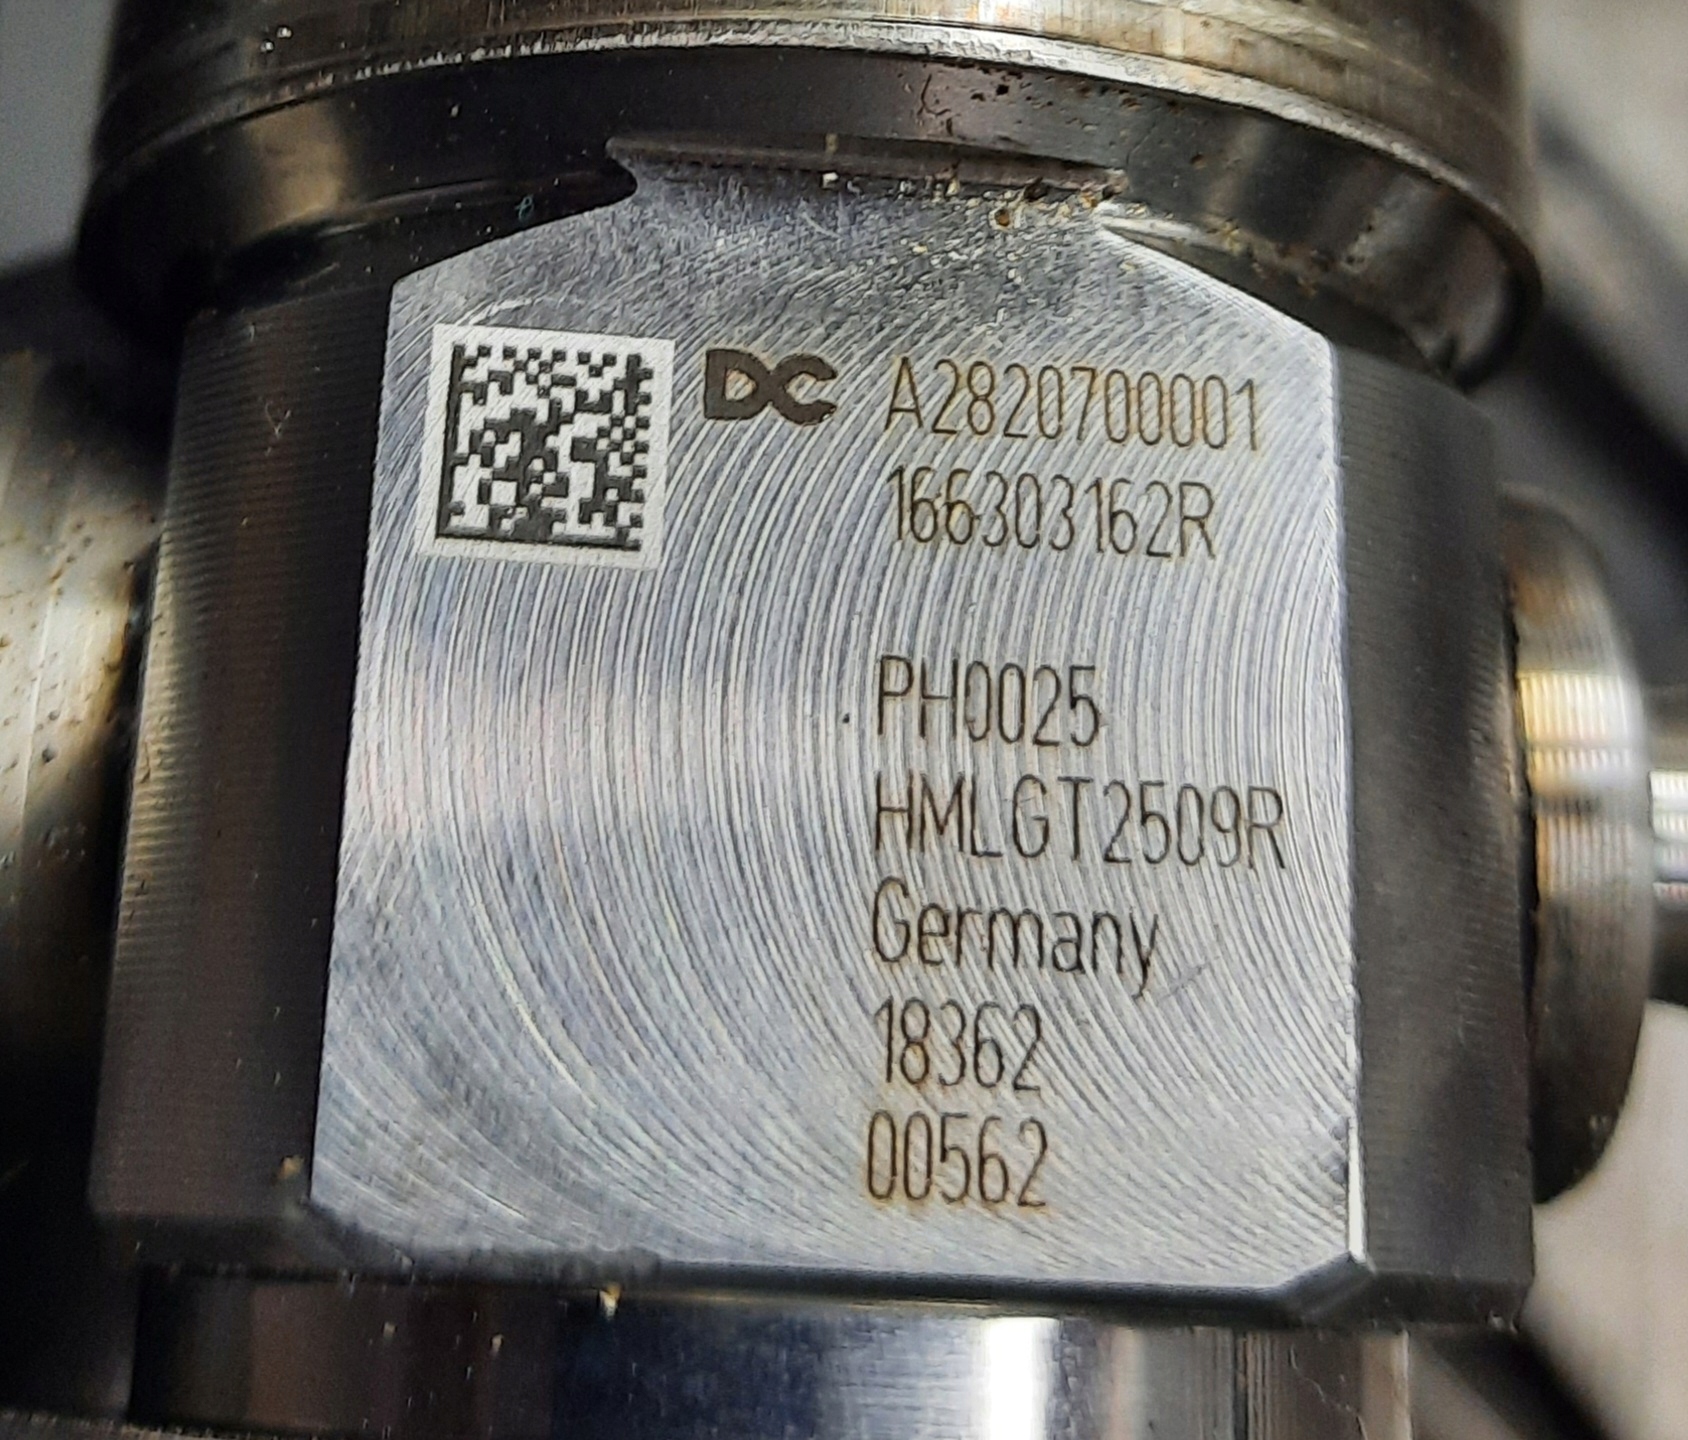 DC A2820700001
166303162R
PH0025
HMLGT2509R
Germany
18362
00562